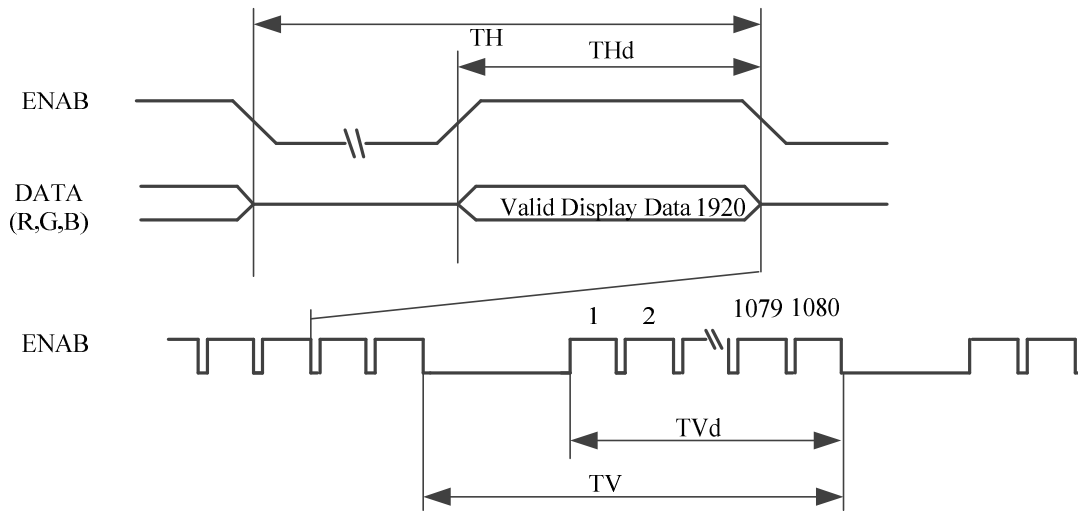 TH
THd
ENAB
DATA
(R,G,B)
Valid Display Data 1920
1 2 1079 1080
ENAB
TVd
TV